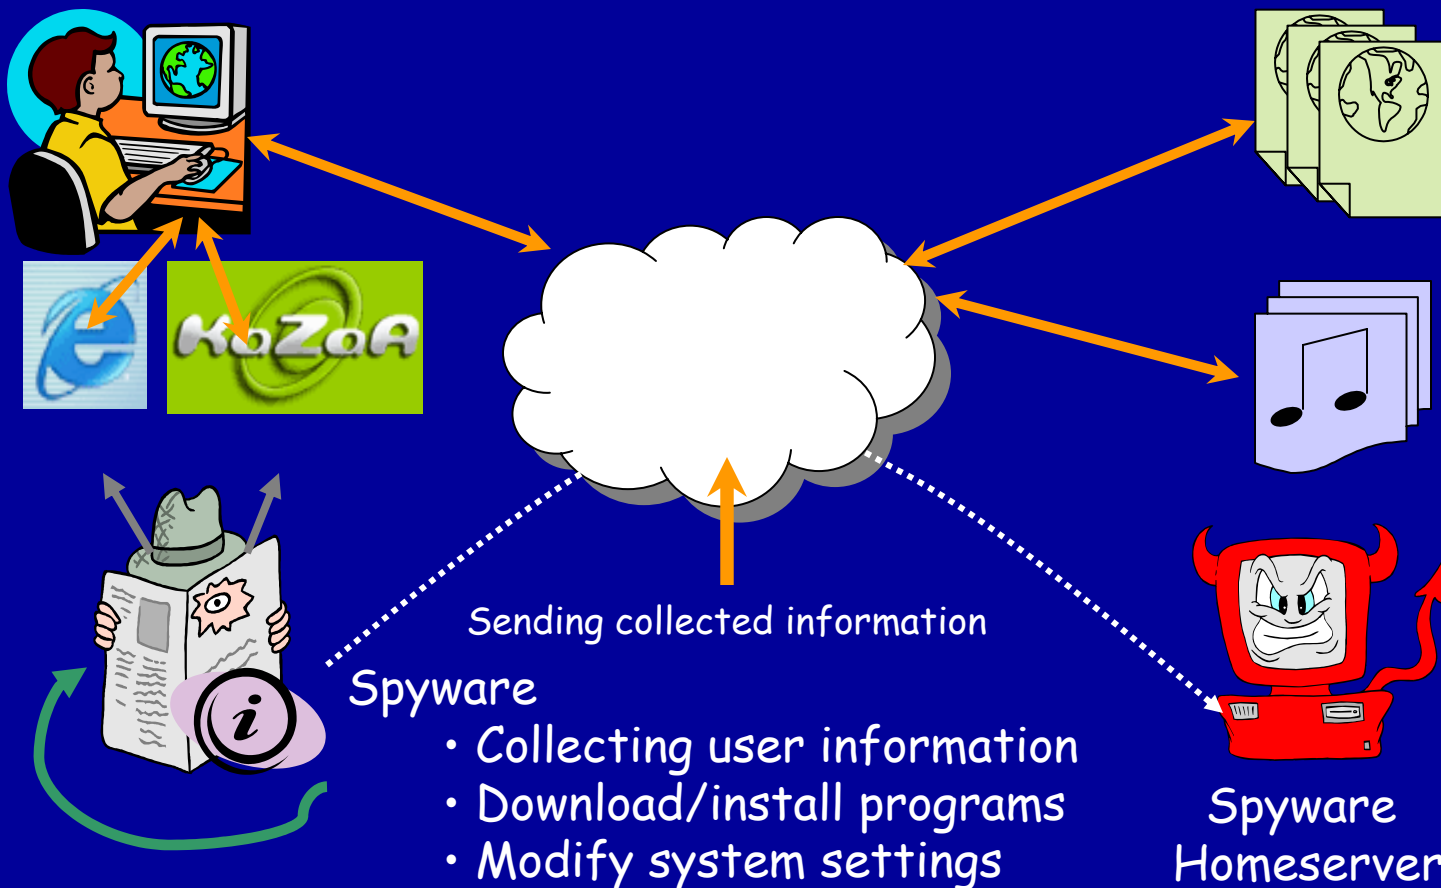 KaZaA
Sending collected information
Spyware
• Collecting user information
• Download/install programs
• Modify system settings
Spyware
Homeserver